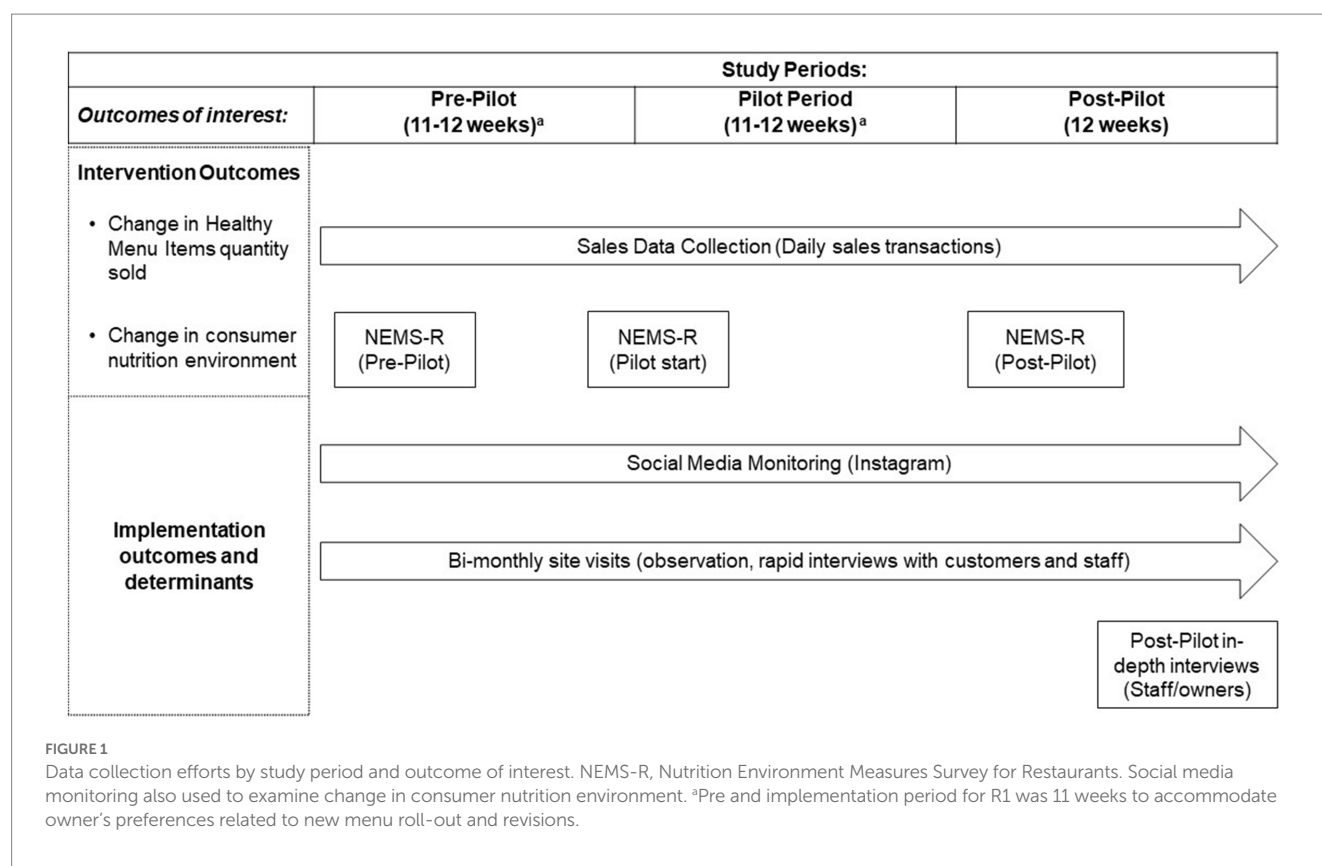 Study Periods:
Outcomes of interest:
Pre-Pilot
(11-12 weeks)ᵃ
Pilot Period
(11-12 weeks)ᵃ
Post-Pilot
(12 weeks)
Intervention Outcomes
• Change in Healthy
Menu Items quantity
sold
Sales Data Collection (Daily sales transactions)
• Change in consumer
nutrition environment
NEMS-R
(Pre-Pilot)
NEMS-R
(Pilot start)
NEMS-R
(Post-Pilot)
Implementation
outcomes and
determinants
Social Media Monitoring (Instagram)
Bi-monthly site visits (observation, rapid interviews with customers and staff)
Post-Pilot in-
depth interviews
(Staff/owners)
FIGURE 1
Data collection efforts by study period and outcome of interest. NEMS-R, Nutrition Environment Measures Survey for Restaurants. Social media
monitoring also used to examine change in consumer nutrition environment. ᵃPre and implementation period for R1 was 11 weeks to accommodate
owner's preferences related to new menu roll-out and revisions.